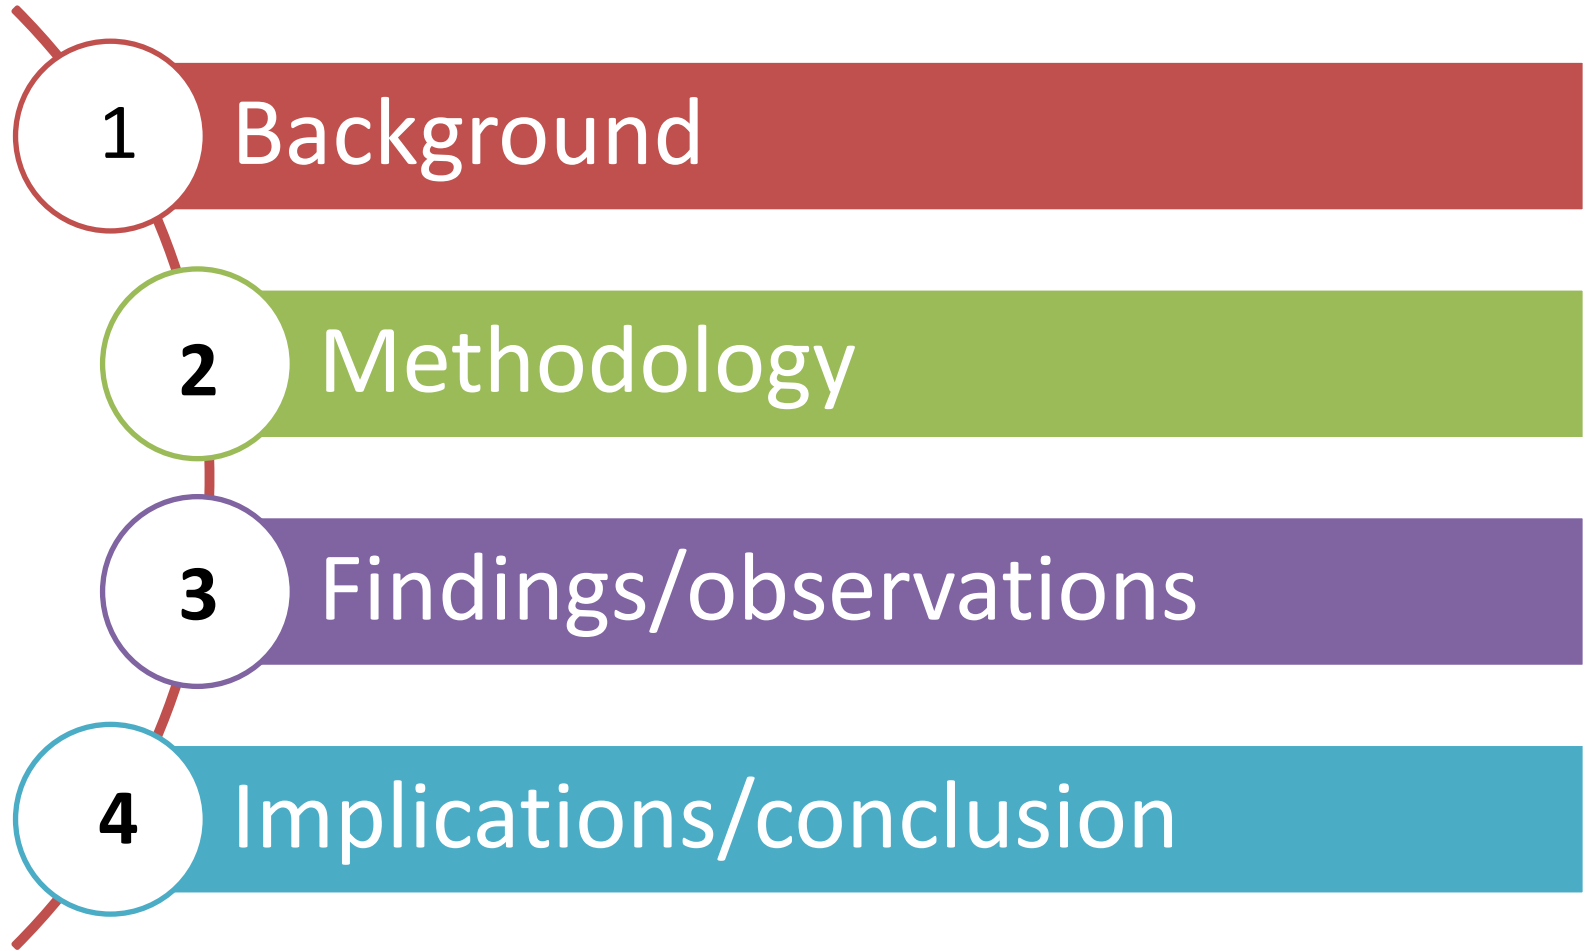 1 Background
2 Methodology
3 Findings/observations
4 Implications/conclusion